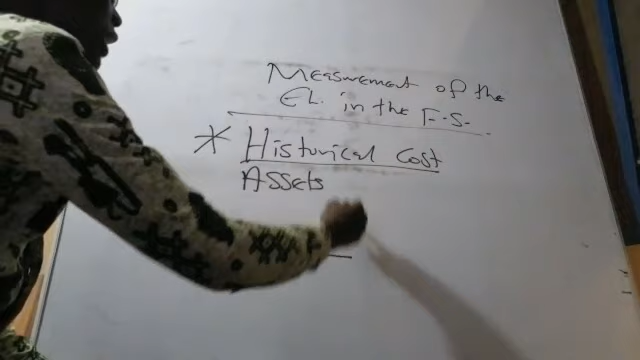 Measurement of the
EL. in the F.S.
* Historical Cost
Assets